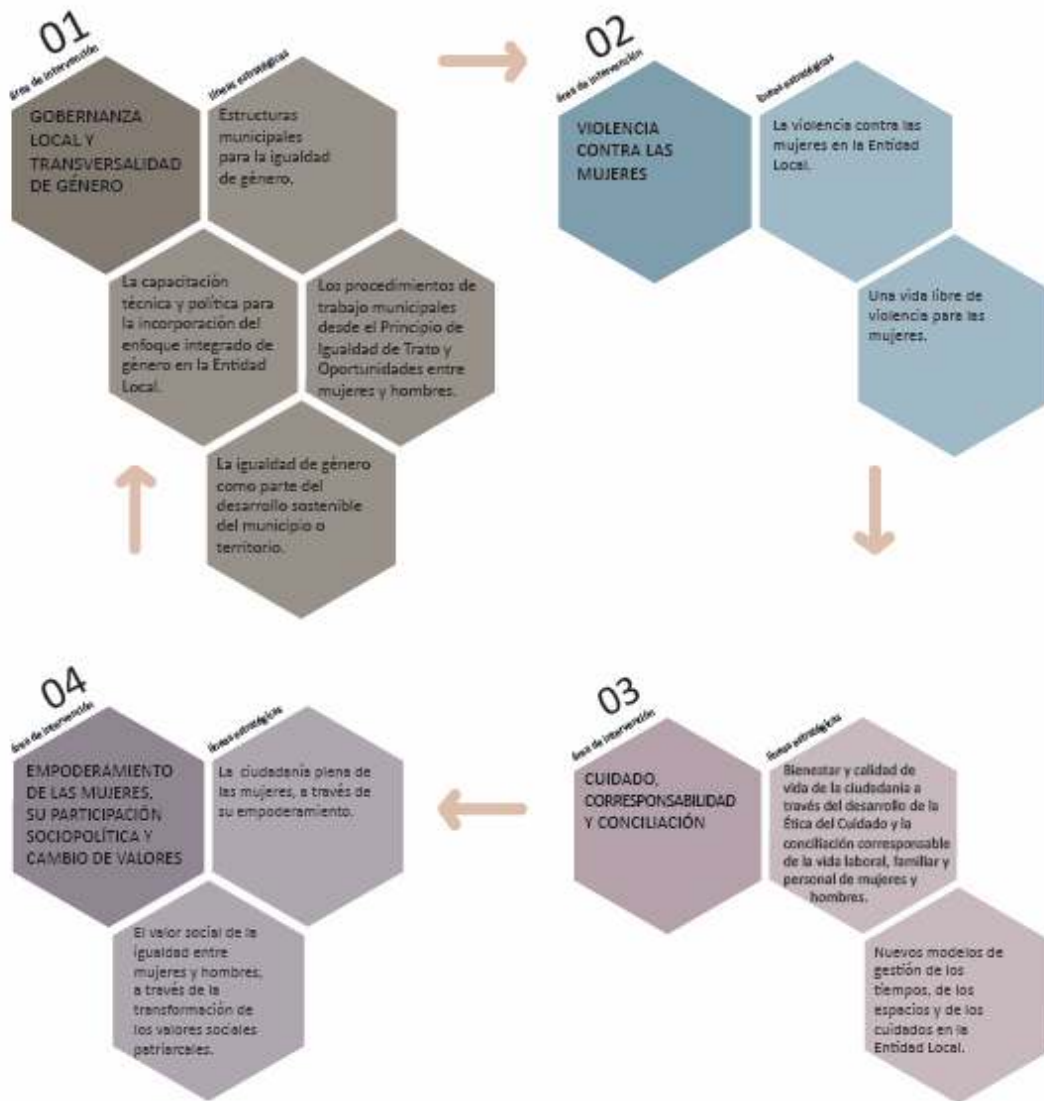 01
área de intervención
líneas estratégicas
GOBERNANZA
LOCAL Y
TRANSVERSALIDAD
DE GÉNERO
Estructuras
municipales
para la igualdad
de género.
La capacitación
técnica y política para
la incorporación del
enfoque integrado de
género en la Entidad
Local.
Los procedimientos de
trabajo municipales
desde el Principio de
Igualdad de Trato y
Oportunidades entre
mujeres y hombres.
La igualdad de género
como parte del
desarrollo sostenible
del municipio o
territorio.
02
área de intervención
líneas estratégicas
VIOLENCIA
CONTRA LAS
MUJERES
La violencia contra las
mujeres en la Entidad
Local.
Una vida libre de
violencia para las
mujeres.
03
área de intervención
líneas estratégicas
CUIDADO,
CORRESPONSABILIDAD
Y CONCILIACIÓN
Bienestar y calidad de
vida de la ciudadanía a
través del desarrollo de la
Ética del Cuidado y la
conciliación corresponsable
de la vida laboral, familiar y
personal de mujeres y
hombres.
Nuevos modelos de
gestión de los
tiempos, de los
espacios y de los
cuidados en la
Entidad Local.
04
área de intervención
líneas estratégicas
EMPODERAMIENTO
DE LAS MUJERES,
SU PARTICIPACIÓN
SOCIOPOLÍTICA Y
CAMBIO DE VALORES
La ciudadanía plena de
las mujeres, a través de
su empoderamiento.
El valor social de la
igualdad entre
mujeres y hombres,
a través de la
transformación de
los valores sociales
patriarcales.